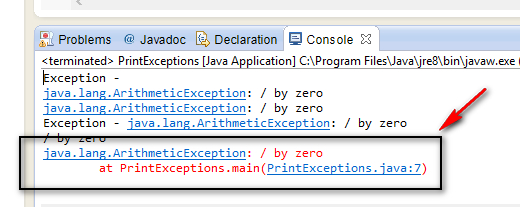 Problems @ Javadoc Declaration Console
<terminated> PrintExceptions [Java Application] C:\Program Files\Java\jre8\bin\javaw.exe (
Exception -
java.lang.ArithmeticException: / by zero
java.lang.ArithmeticException: / by zero
Exception - java.lang.ArithmeticException: / by zero
/ by zero
java.lang.ArithmeticException: / by zero
at PrintExceptions.main(PrintExceptions.java:7)